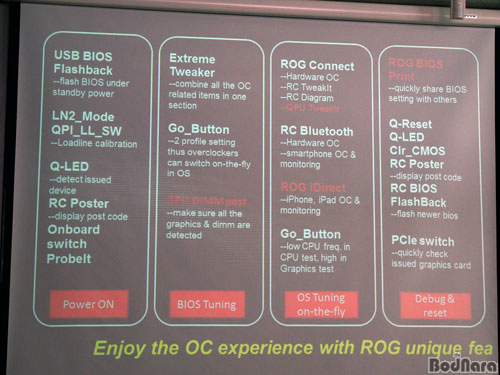 USB BIOS
Flashback
--flash BIOS under
standby power
LN2_Mode
QPI_LL_SW
--Loadline calibration
Q-LED
--detect issued
device
RC Poster
--display post code
Onboard
switch
ProbeIt
Power ON
Extreme
Tweaker
--combine all the OC
related items in one
section
Go_Button
--2 profile setting
thus overclockers
can switch on-the-fly
in OS
GPU DIMM post
--make sure all the
graphics & dimm are
detected
BIOS Tuning
ROG Connect
--Hardware OC
--RC TweakIt
--RC Diagram
--GPU TweakIt
RC Bluetooth
--Hardware OC
--smartphone OC &
monitoring
ROG iDirect
--iPhone, iPad OC &
monitoring
Go_Button
--low CPU freq. in
CPU test, high in
Graphics test
OS Tuning
on-the-fly
ROG BIOS
Print
--quickly share BIOS
setting with others
Q-Reset
Q-LED
Clr_CMOS
RC Poster
--display post code
RC BIOS
FlashBack
--flash newer bios
PCIe switch
--quickly check
issued graphics card
Debug &
reset
Enjoy the OC experience with ROG unique fea
BodNara